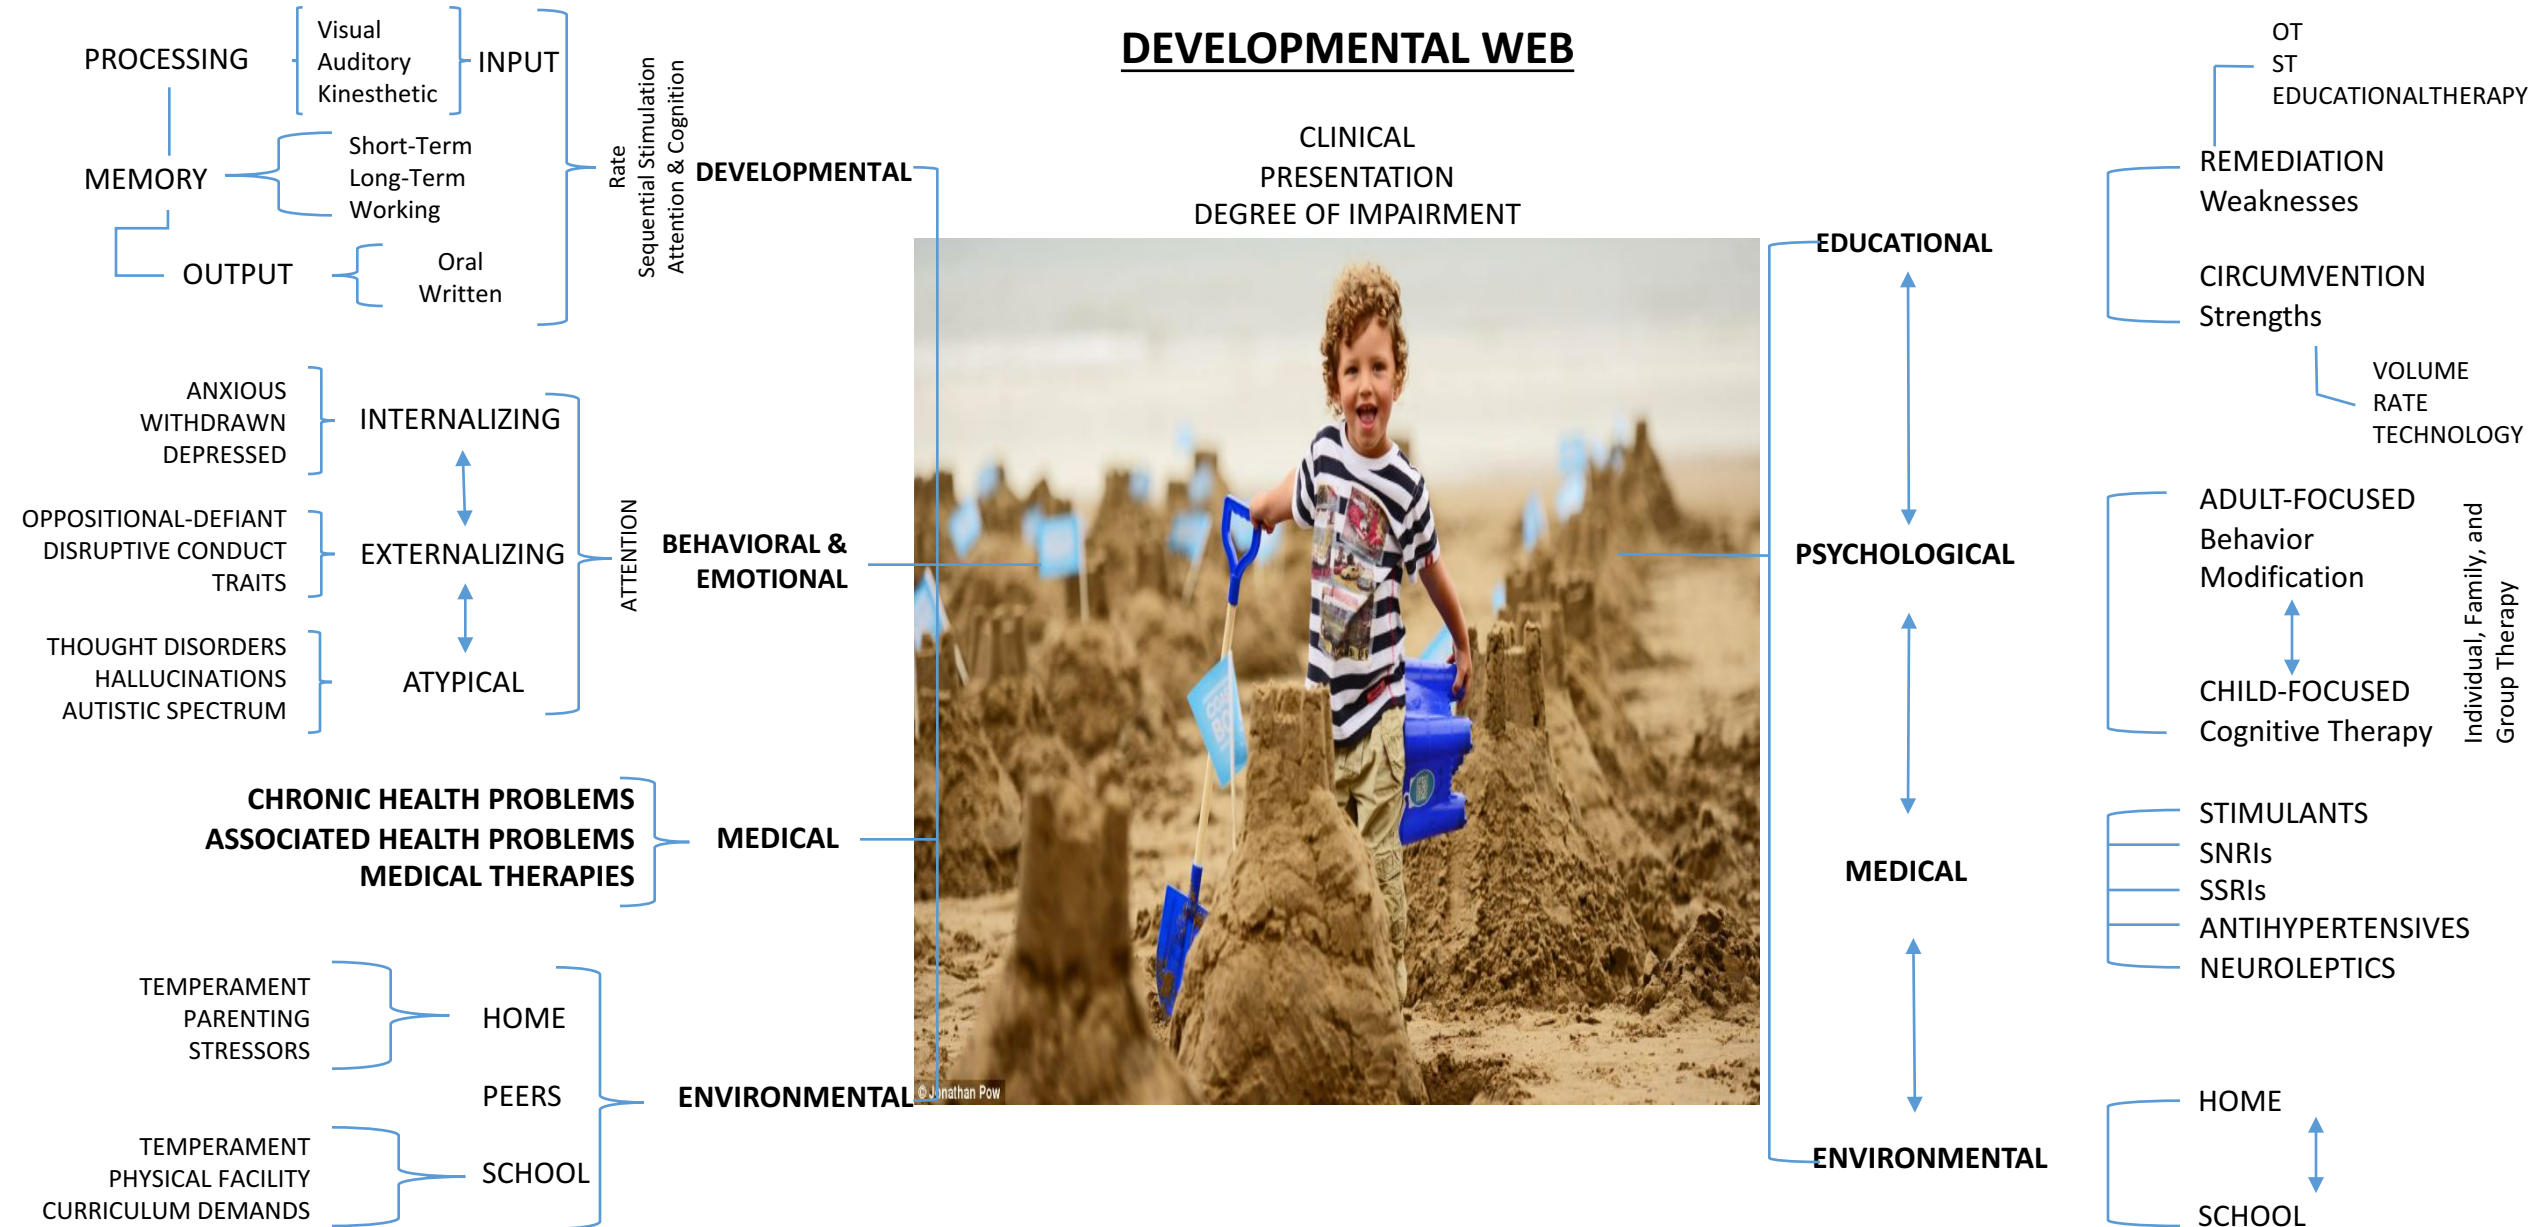 DEVELOPMENTAL WEB
PROCESSING
Visual
Auditory
Kinesthetic
INPUT
MEMORY
Short-Term
Long-Term
Working
OUTPUT
Oral
Written
Rate
Sequential Stimulation
Attention & Cognition
DEVELOPMENTAL
ANXIOUS
WITHDRAWN
DEPRESSED
INTERNALIZING
OPPOSITIONAL-DEFIANT
DISRUPTIVE CONDUCT
TRAITS
EXTERNALIZING
THOUGHT DISORDERS
HALLUCINATIONS
AUTISTIC SPECTRUM
ATYPICAL
ATTENTION
BEHAVIORAL &
EMOTIONAL
CHRONIC HEALTH PROBLEMS
ASSOCIATED HEALTH PROBLEMS
MEDICAL THERAPIES
MEDICAL
TEMPERAMENT
PARENTING
STRESSORS
HOME
PEERS
TEMPERAMENT
PHYSICAL FACILITY
CURRICULUM DEMANDS
SCHOOL
ENVIRONMENTAL
CLINICAL
PRESENTATION
DEGREE OF IMPAIRMENT
© Jonathan Pow
EDUCATIONAL
OT
ST
EDUCATIONALTHERAPY
REMEDIATION
Weaknesses
CIRCUMVENTION
Strengths
VOLUME
RATE
TECHNOLOGY
PSYCHOLOGICAL
ADULT-FOCUSED
Behavior
Modification
CHILD-FOCUSED
Cognitive Therapy
Individual, Family, and
Group Therapy
MEDICAL
STIMULANTS
SNRIs
SSRIs
ANTIHYPERTENSIVES
NEUROLEPTICS
ENVIRONMENTAL
HOME
SCHOOL